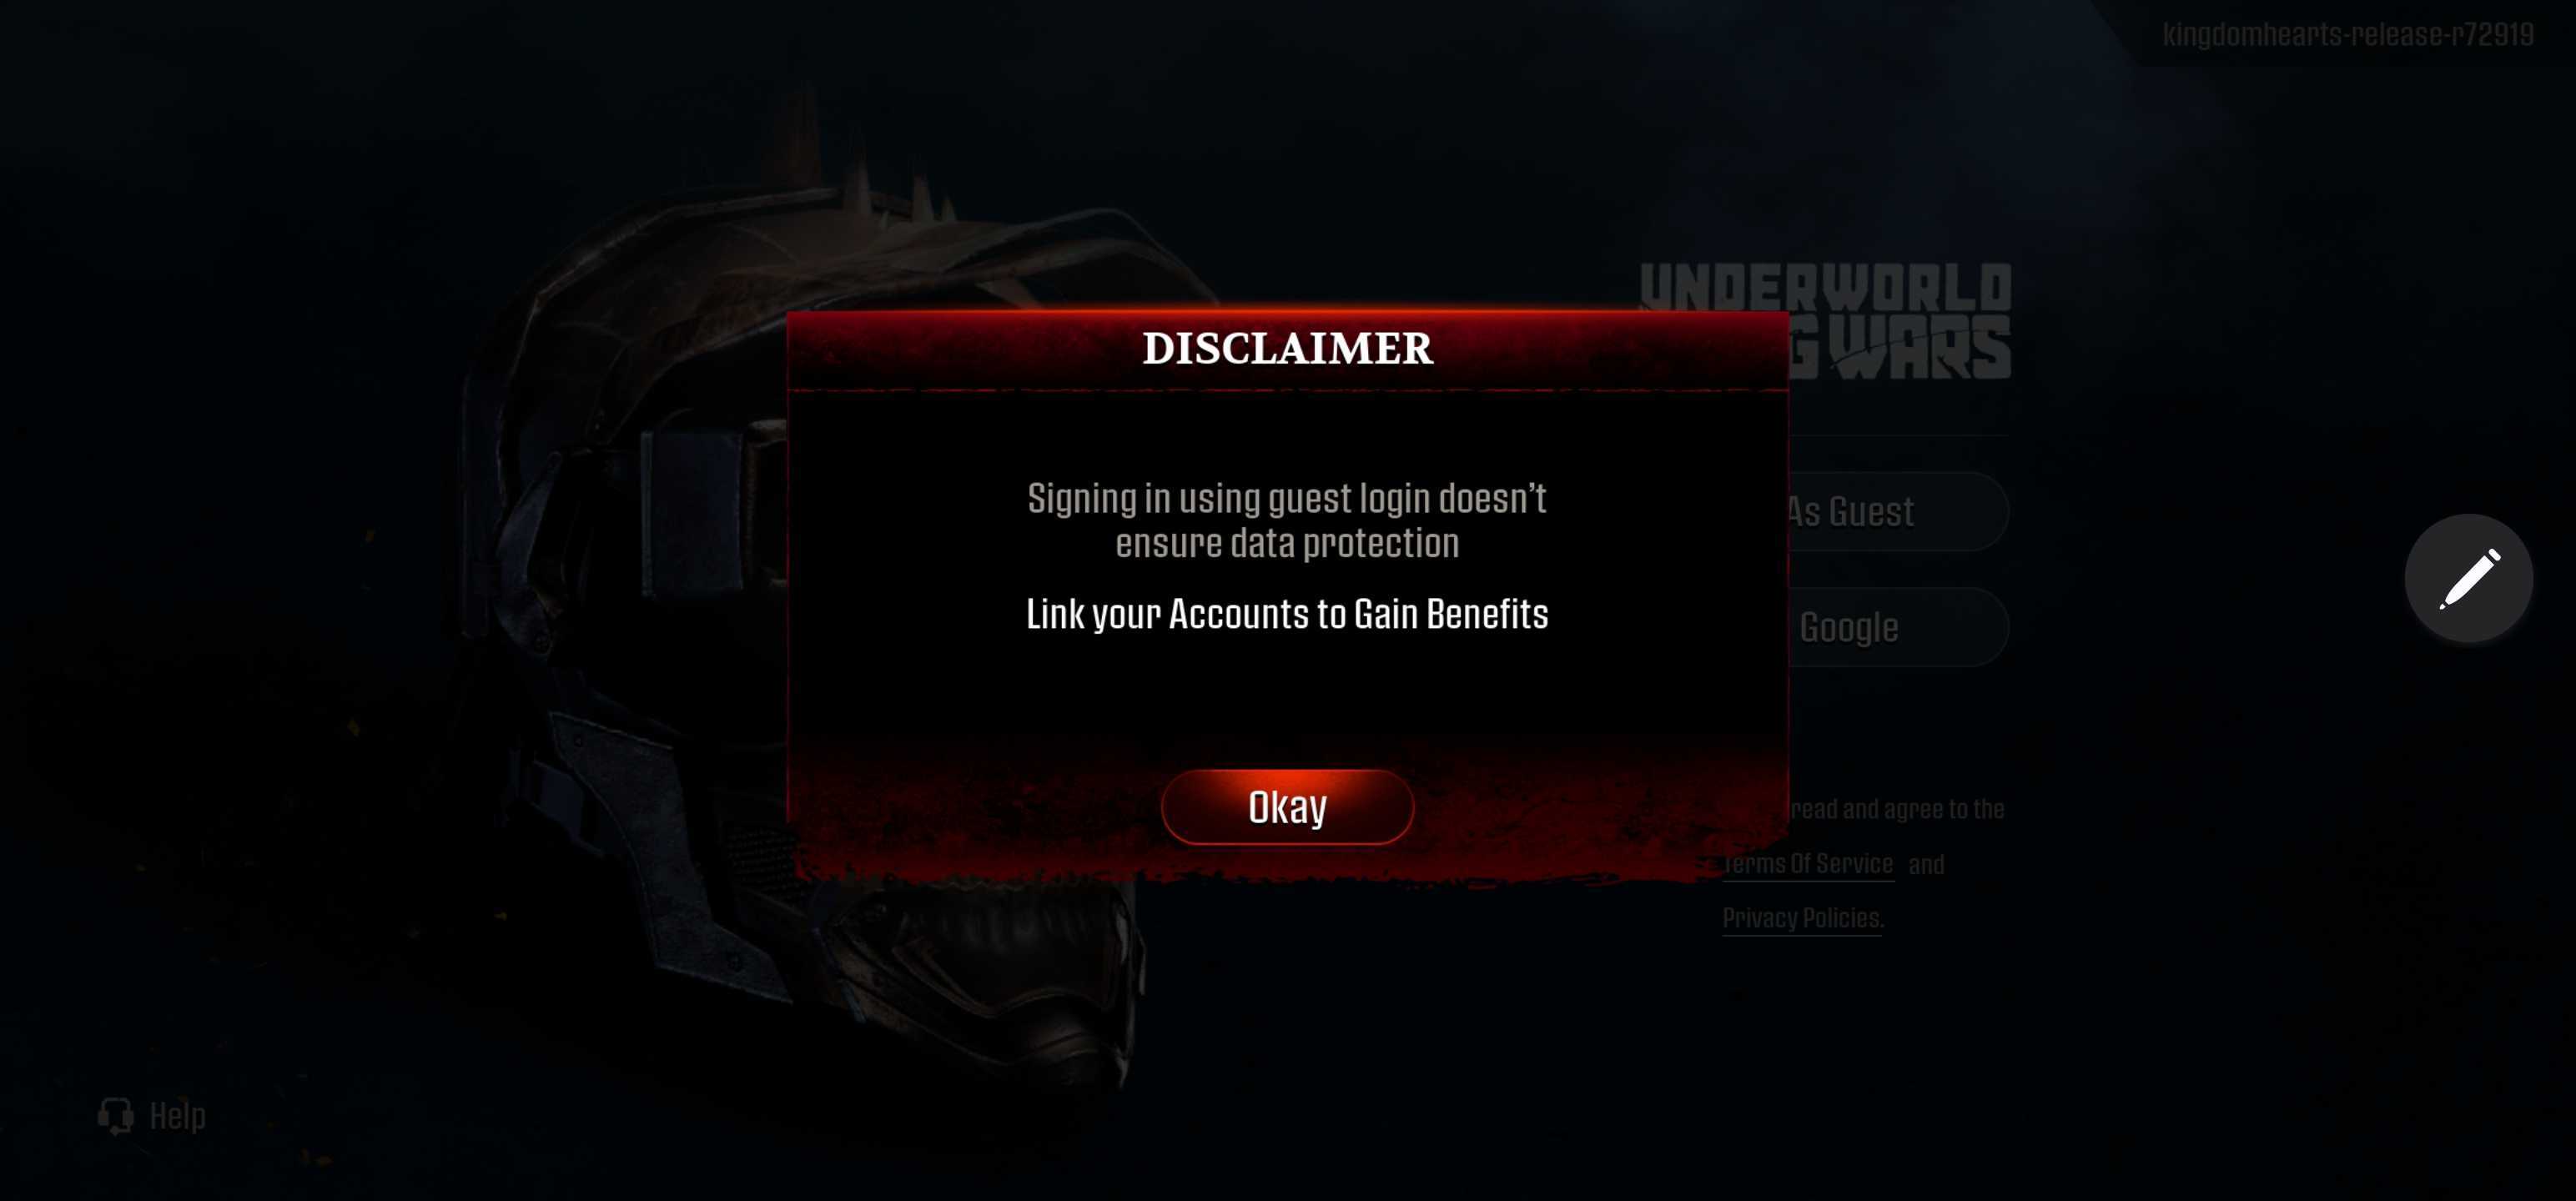 kingdomhearts-release-r72919
UNDERWORLD
G WARS
DISCLAIMER
Signing in using guest login doesn't
ensure data protection
Link your Accounts to Gain Benefits
As Guest
Google
Okay
read and agree to the
Terms Of Service and
Privacy Policies.
Help